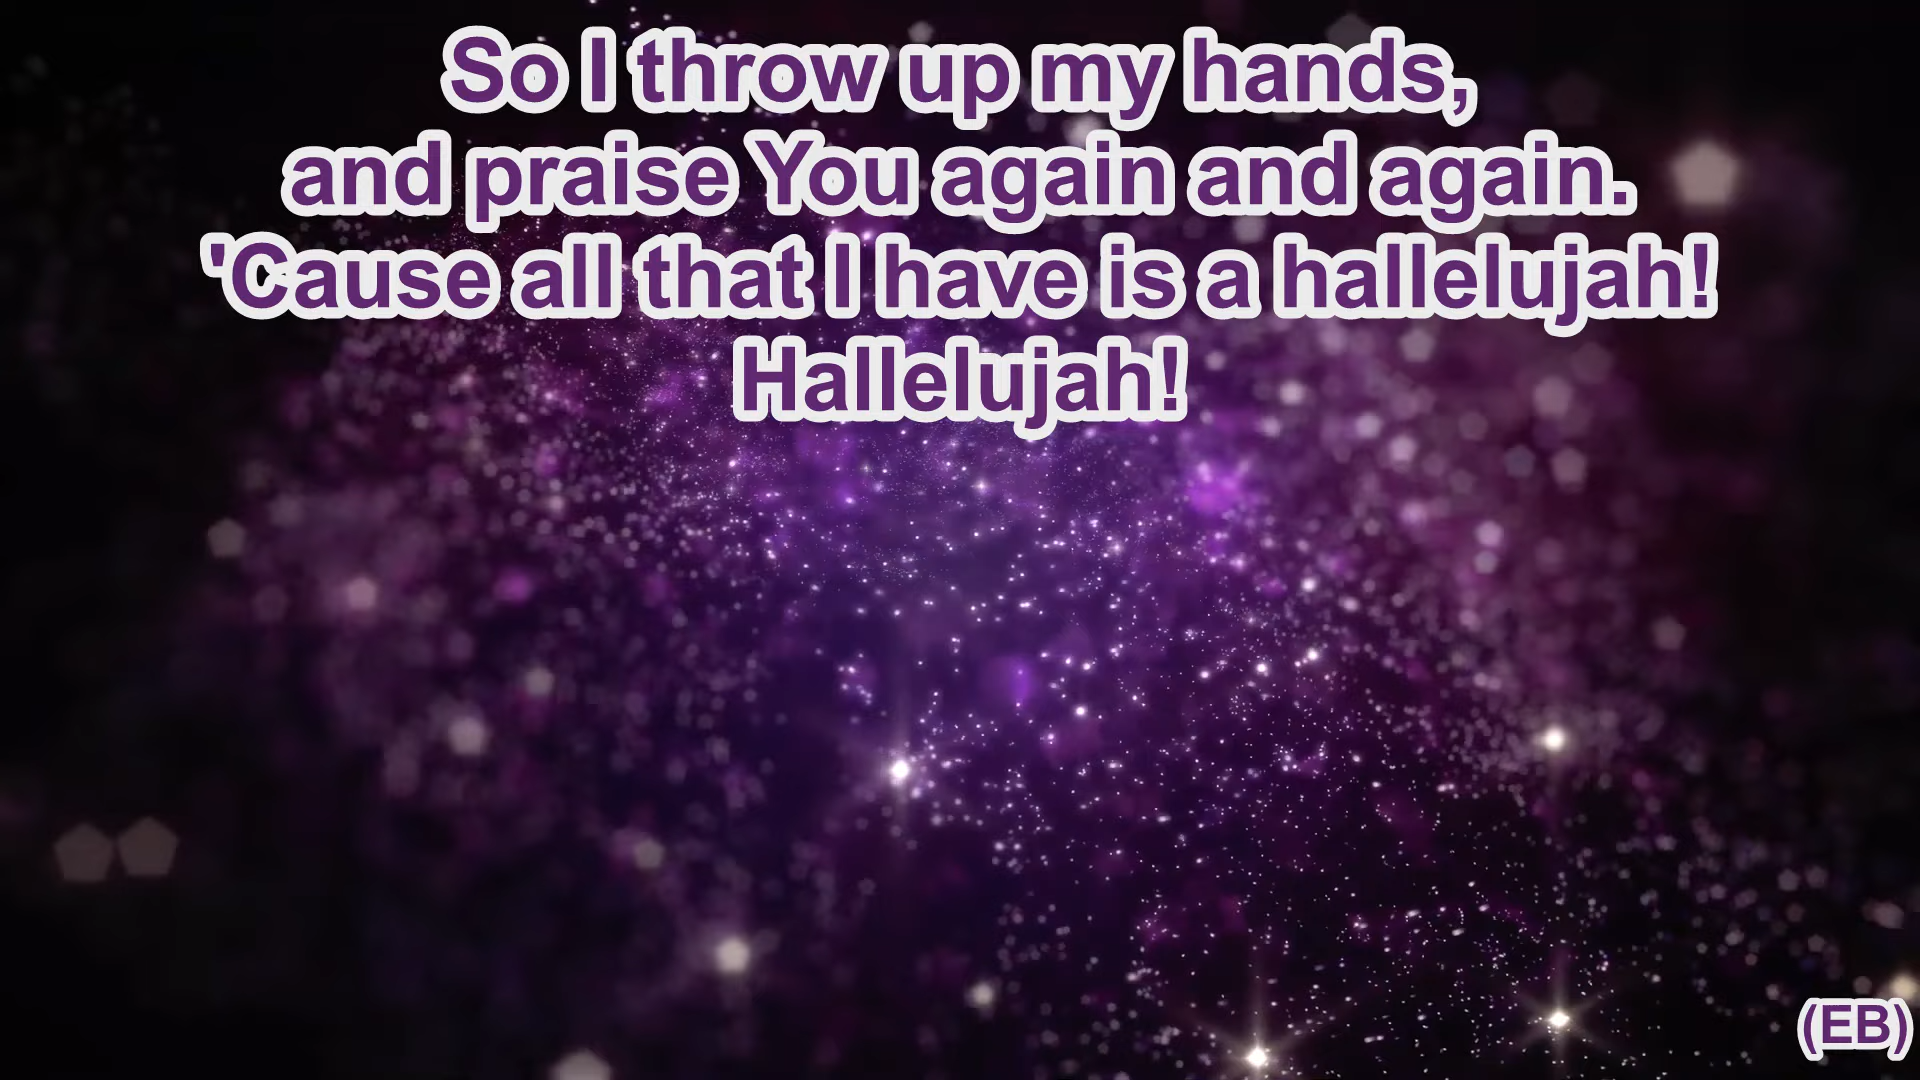 So I throw up my hands,
and praise You again and again.
'Cause all that I have is a hallelujah!
Hallelujah!
(EB)